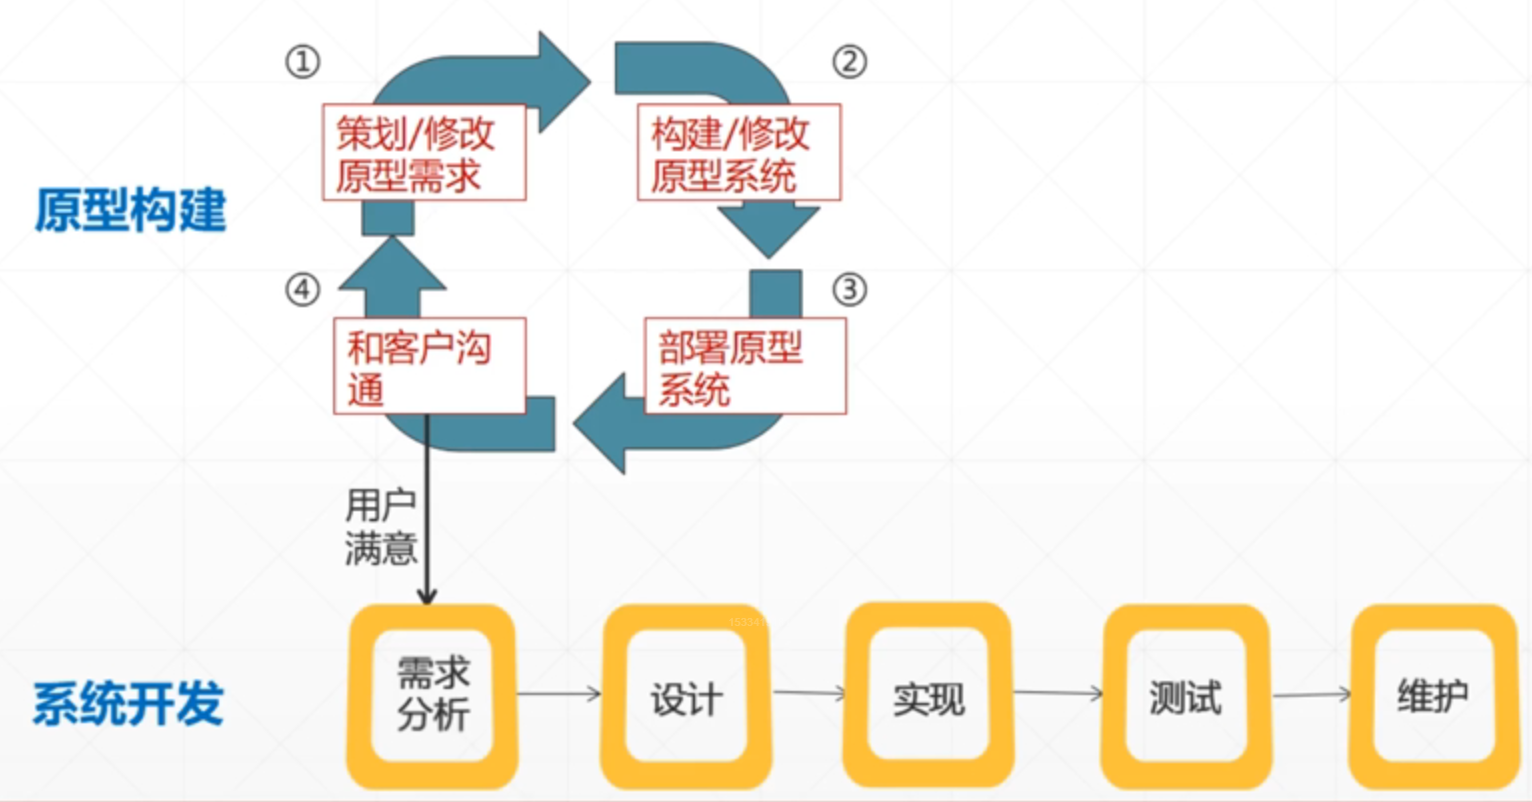 ①
策划/修改
原型需求
②
构建/修改
原型系统
原型构建
④
和客户沟
通
③
部署原型
系统
用户
满意
系统开发
需求
分析
设计
实现
测试
维护